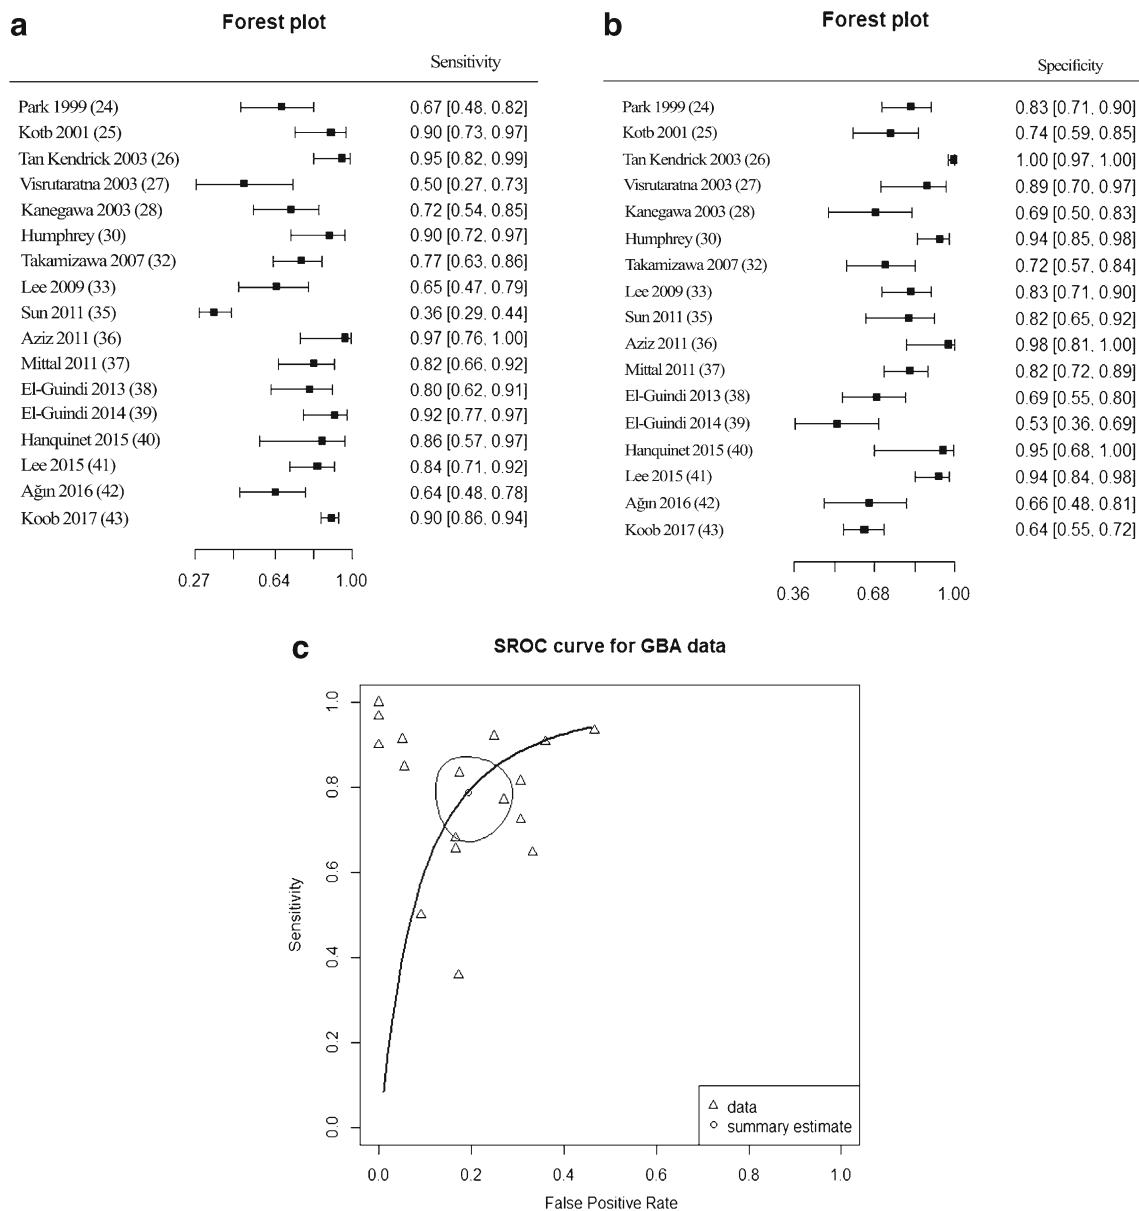 a
Forest plot
Sensitivity
Park 1999 (24) 0.67 [0.48, 0.82]
Kotb 2001 (25) 0.90 [0.73, 0.97]
Tan Kendrick 2003 (26) 0.95 [0.82, 0.99]
Visrutaratna 2003 (27) 0.50 [0.27, 0.73]
Kanegawa 2003 (28) 0.72 [0.54, 0.85]
Humphrey (30) 0.90 [0.72, 0.97]
Takamizawa 2007 (32) 0.77 [0.63, 0.86]
Lee 2009 (33) 0.65 [0.47, 0.79]
Sun 2011 (35) 0.36 [0.29, 0.44]
Aziz 2011 (36) 0.97 [0.76, 1.00]
Mittal 2011 (37) 0.82 [0.66, 0.92]
El-Guindi 2013 (38) 0.80 [0.62, 0.91]
El-Guindi 2014 (39) 0.92 [0.77, 0.97]
Hanquinet 2015 (40) 0.86 [0.57, 0.97]
Lee 2015 (41) 0.84 [0.71, 0.92]
Ağın 2016 (42) 0.64 [0.48, 0.78]
Koob 2017 (43) 0.90 [0.86, 0.94]
0.27 0.64 1.00
b
Forest plot
Specificity
Park 1999 (24) 0.83 [0.71, 0.90]
Kotb 2001 (25) 0.74 [0.59, 0.85]
Tan Kendrick 2003 (26) 1.00 [0.97, 1.00]
Visrutaratna 2003 (27) 0.89 [0.70, 0.97]
Kanegawa 2003 (28) 0.69 [0.50, 0.83]
Humphrey (30) 0.94 [0.85, 0.98]
Takamizawa 2007 (32) 0.72 [0.57, 0.84]
Lee 2009 (33) 0.83 [0.71, 0.90]
Sun 2011 (35) 0.82 [0.65, 0.92]
Aziz 2011 (36) 0.98 [0.81, 1.00]
Mittal 2011 (37) 0.82 [0.72, 0.89]
El-Guindi 2013 (38) 0.69 [0.55, 0.80]
El-Guindi 2014 (39) 0.53 [0.36, 0.69]
Hanquinet 2015 (40) 0.95 [0.68, 1.00]
Lee 2015 (41) 0.94 [0.84, 0.98]
Ağın 2016 (42) 0.66 [0.48, 0.81]
Koob 2017 (43) 0.64 [0.55, 0.72]
0.36 0.68 1.00
c
SROC curve for GBA data
Sensitivity
1.0
0.8
0.6
0.4
0.2
0.0
data
summary estimate
0.0 0.2 0.4 0.6 0.8 1.0
False Positive Rate